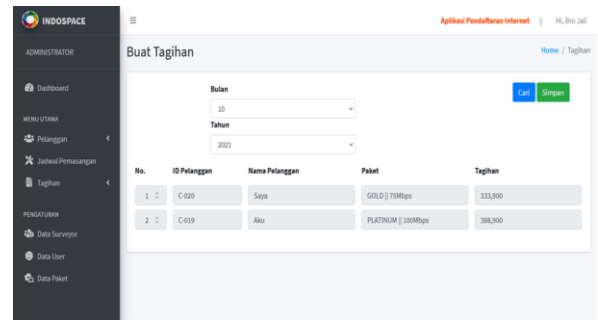 INDOSPACE
Aplikasi Pendaftaran Internet || Hi, Bro Jali
ADMINISTRATOR
Buat Tagihan
Home / Tagihan
Dashboard
MENU UTAMA
Pelanggan
Jadwal Pemasangan
Tagihan
PENGATURAN
Data Surveyor
Data User
Data Paket
Bulan
10
Cari Simpan
Tahun
2021
No. ID Pelanggan Nama Pelanggan Paket Tagihan
1 C-020 Saya GOLD || 75Mbps 333,900
2 C-019 Aku PLATINUM || 100Mbps 388,900